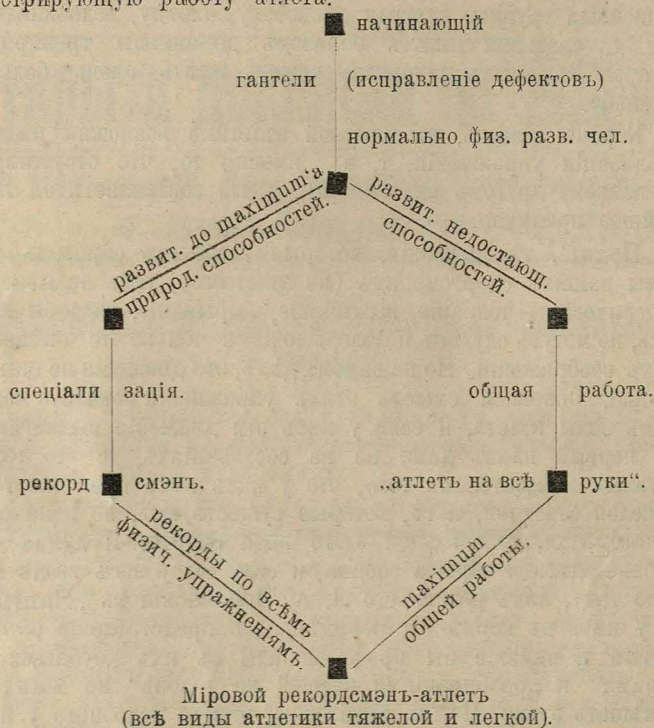 стрирующую работу атлета.
начинающій
гантели (исправленіе дефектовъ)
нормально физ. разв. чел.
развит. до maximum‘а
природ. способностей.
развит. недостающ.
способностей.
спеціали зація.
общая работа.
рекорд смэнъ.
„атлетъ на всѣ руки“.
рекорды по всѣмъ
физич. упражненіямъ.
maximum
общей работы.
Міровой рекордсмэнъ-атлетъ
(всѣ виды атлетики тяжелой и легкой).